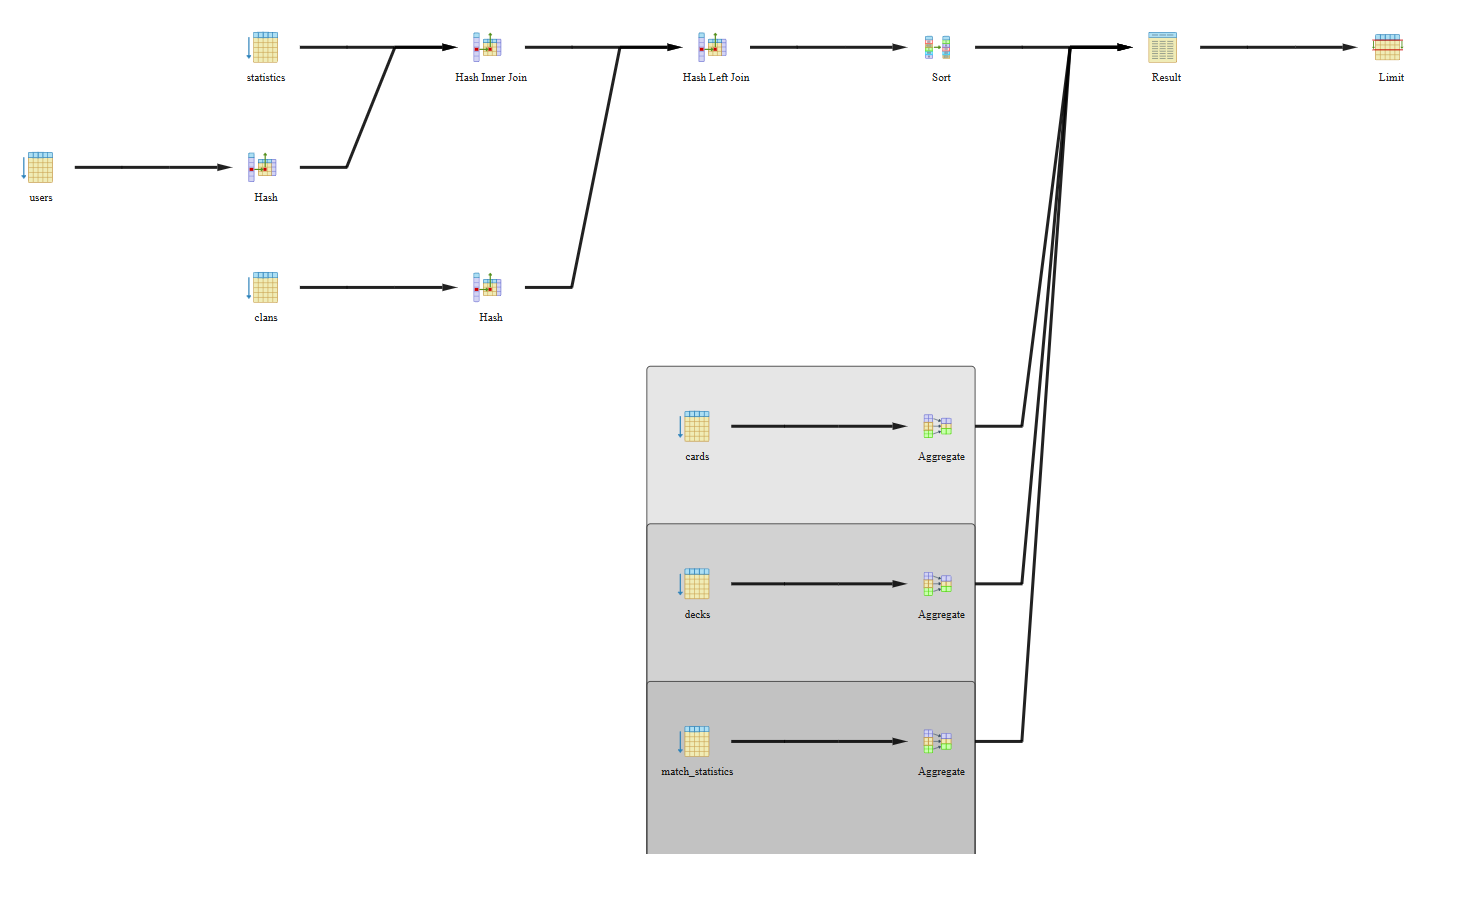 statistics
Hash Inner Join
Hash Left Join
Sort
Result
Limit
users
Hash
clans
Hash
cards
Aggregate
decks
Aggregate
match_statistics
Aggregate